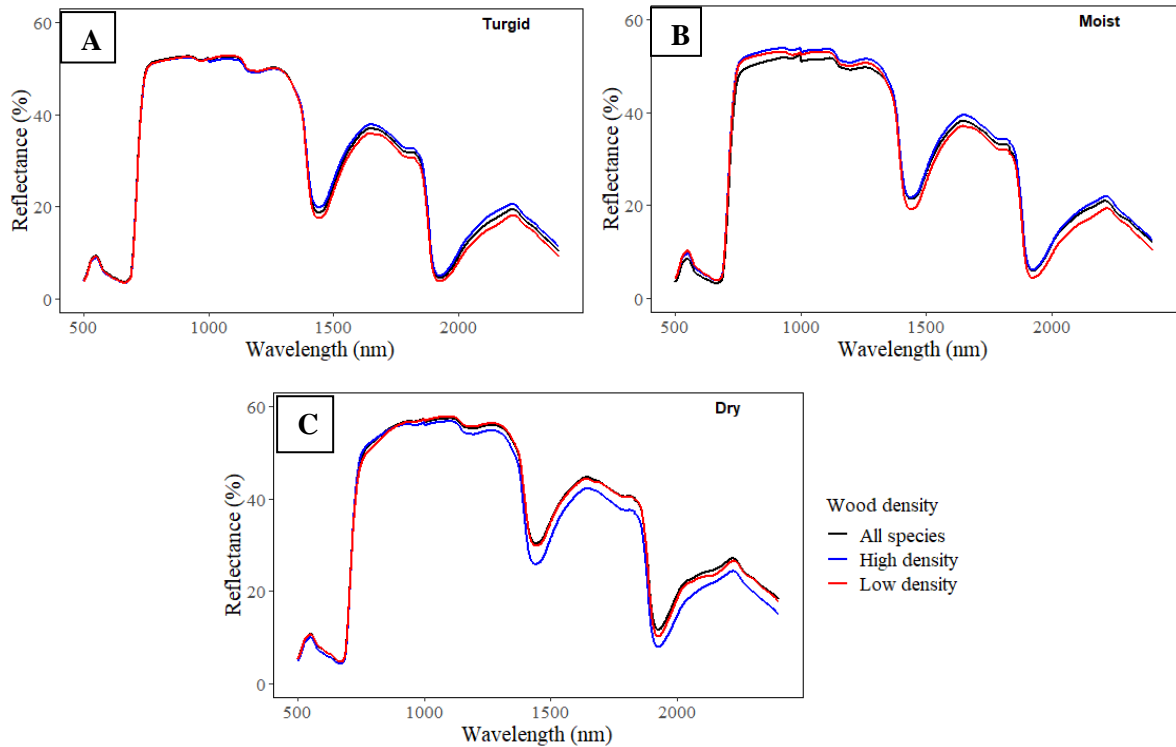 A
Turgid
60
40
20
0
Reflectance (%)
500
1000
1500
2000
Wavelength (nm)
B
Moist
60
40
20
0
Reflectance (%)
500
1000
1500
2000
Wavelength (nm)
C
Dry
60
40
20
0
Reflectance (%)
500
1000
1500
2000
Wavelength (nm)
Wood density
All species
High density
Low density